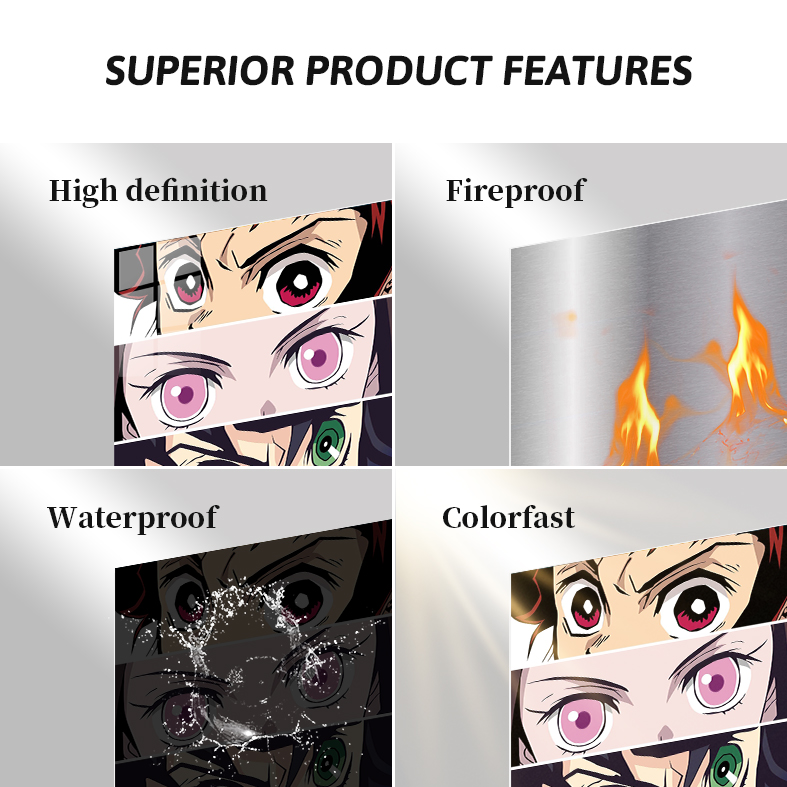 SUPERIOR PRODUCT FEATURES
High definition
Fireproof
Waterproof
Colorfast